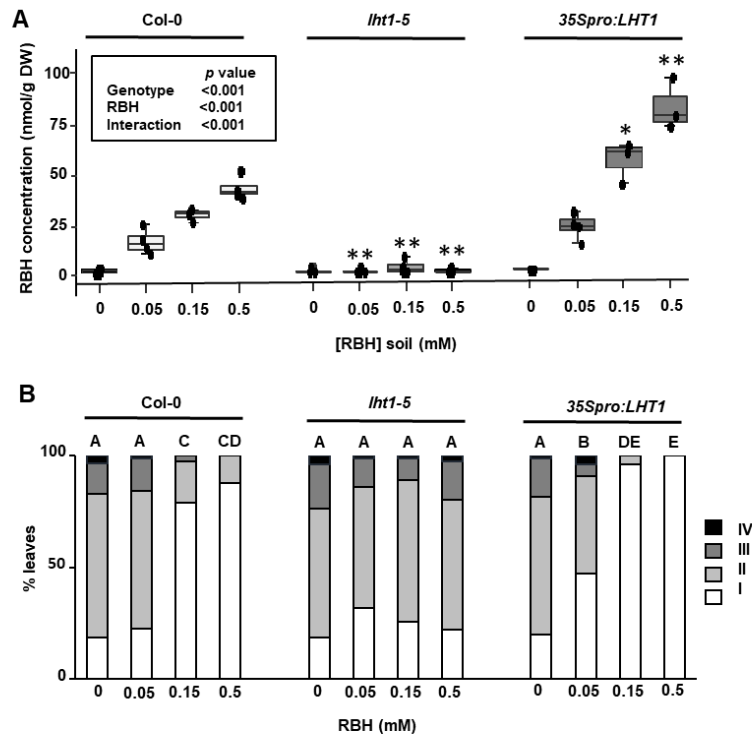 A
Col-0 lht1-5 35Spro:LHT1
RBH concentration (nmol/g DW)
100
75
50
25
0
p value
Genotype <0.001
RBH <0.001
Interaction <0.001
** ** ** * **
0 0.05 0.15 0.5 0 0.05 0.15 0.5 0 0.05 0.15 0.5
[RBH] soil (mM)
B
Col-0 lht1-5 35Spro:LHT1
A A C CD A A A A A B DE E
% leaves
100
50
0
IV
III
II
I
0 0.05 0.15 0.5 0 0.05 0.15 0.5 0 0.05 0.15 0.5
RBH (mM)